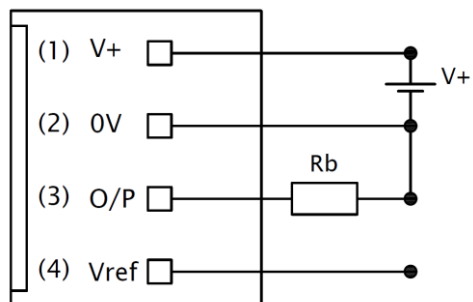 (1) V+
V+
(2) 0V
Rb
(3) O/P
(4) Vref